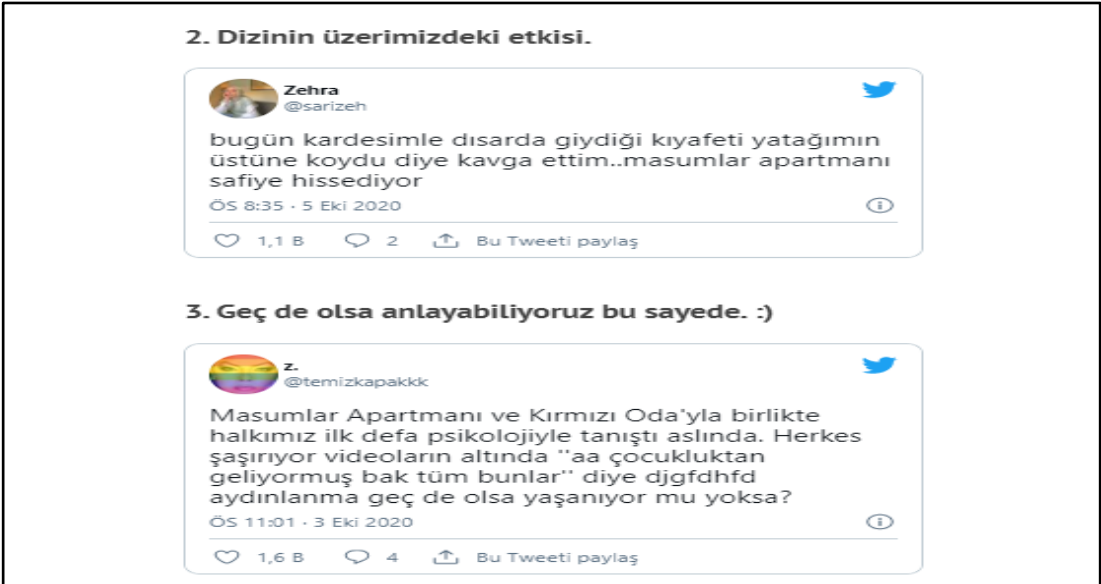 2. Dizinin üzerimizdeki etkisi.
Zehra
@sarizeh
bugün kardesimle dısarda giydiği kıyafeti yatağımın
üstüne koydu diye kavga ettim..masumlar apartmanı
safiye hissediyor
ÖS 8:35 · 5 Eki 2020
1,1 B 2 Bu Tweeti paylaş
3. Geç de olsa anlayabiliyoruz bu sayede. :)
z.
@temizkapakkk
Masumlar Apartmanı ve Kırmızı Oda'yla birlikte
halkımız ilk defa psikolojiyle tanıştı aslında. Herkes
şaşırıyor videoların altında ''aa çocukluktan
geliyormuş bak tüm bunlar'' diye djgfdhfd
aydınlanma geç de olsa yaşanıyor mu yoksa?
ÖS 11:01 · 3 Eki 2020
1,6 B 4 Bu Tweeti paylaş